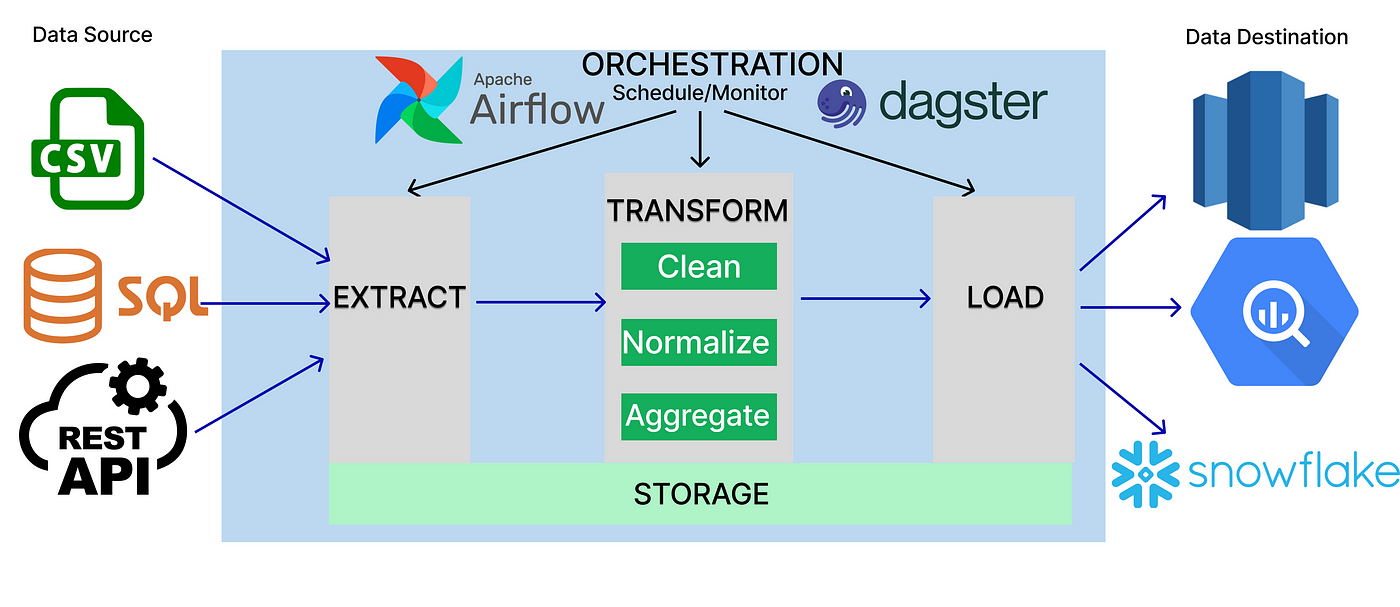 Data Source
Data Destination
ORCHESTRATION
Schedule/Monitor
Apache
Airflow
dagster
CSV
SQL
REST
API
EXTRACT
TRANSFORM
Clean
Normalize
Aggregate
LOAD
STORAGE
snowflake